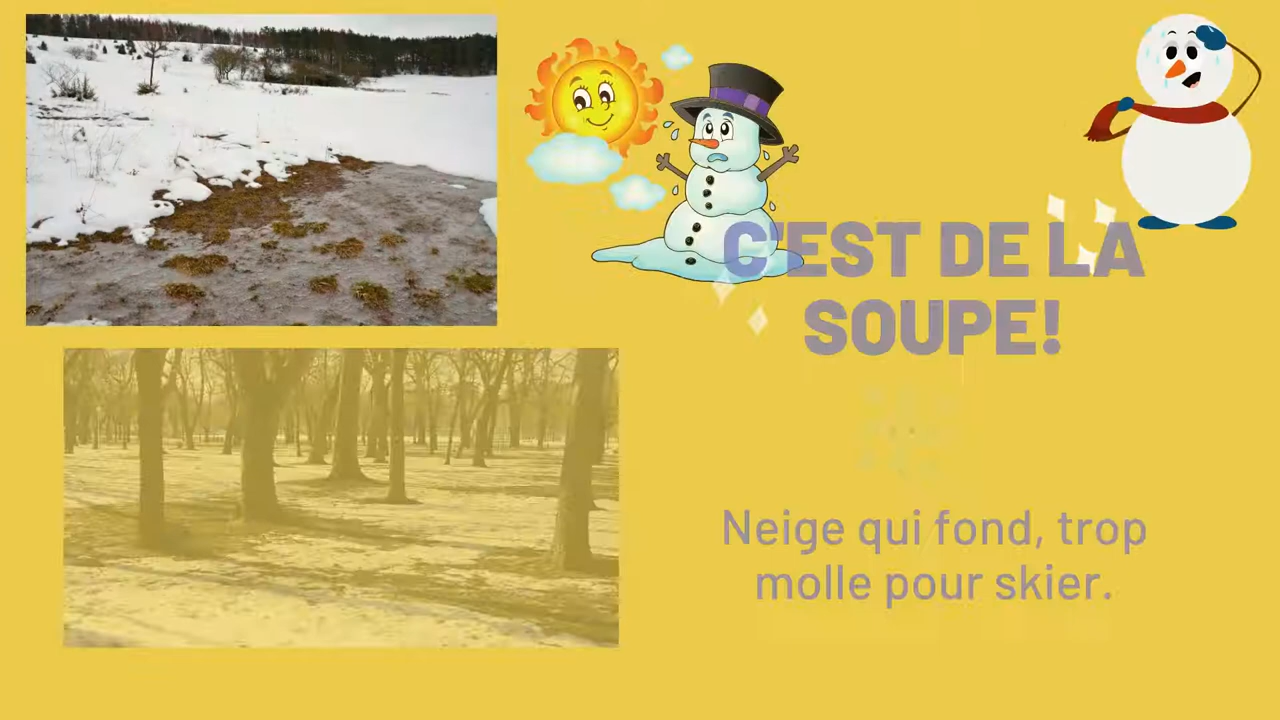 C'EST DE LA
SOUPE!
Neige qui fond, trop
molle pour skier.